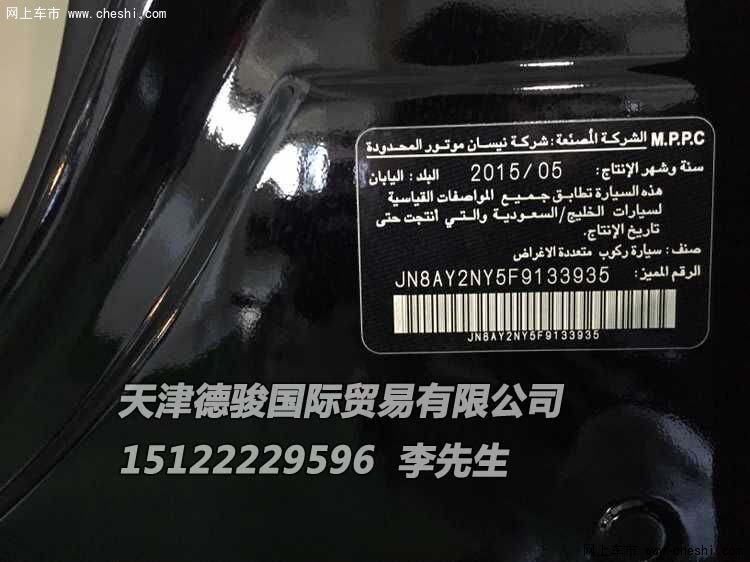 网上车市 www.cheshi.com
M.P.P.C الشركة المصنعة: شركة نيسان موتور المحدودة
سنة وشهر الإنتاج: 2015/05 البلد: اليابان
هذه السيارة تطابق جميع المواصفات القياسية
لسيارات الخليج/السعودية والتي انتجت حتى
تاريخ الإنتاج.
صنف: سيارة ركوب متعددة الاغراض
الرقم المميز: JN8AY2NY5F9133935
JN8AY2NY5F9133935
天津德骏国际贸易有限公司
15122229596 李先生
网上车市 www.cheshi.com